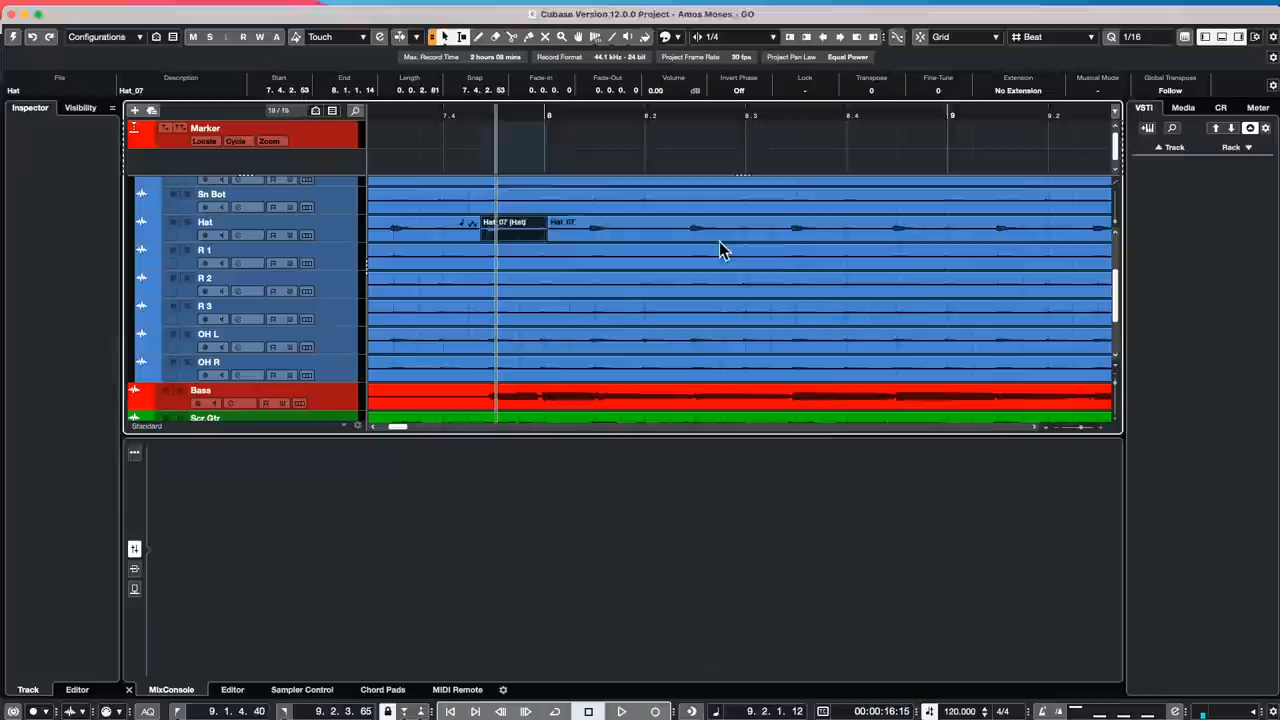 Cubase Version 12.0.0 Project - Amos Moses - GO
Configurations
M S L R W A
Touch
1/4
Grid
1/16
Beat
Max. Record Time 2 hours 08 mins Record Format 44.1 kHz - 24 bit Project Frame Rate 30 fps Project Pan Law Equal Power
File Description Start End Length Snap Fade-In Fade-Out Volume Invert Phase Lock Transpose Fine-Tune Extension Musical Mode Global Transpose
Hat Hat_07 7. 4. 2. 53 8. 1. 1. 14 0. 0. 2. 81 7. 4. 2. 53 0. 0. 0. 0 0. 0. 0. 0 0.00 dB Off - 0 0 No Extension - Follow
Inspector Visibility
VSTi Media CR Meter
Track Rack
Marker
Locate Cycle Zoom
7.4 8 8.2 8.3 8.4 9 9.2
Sn Bot
Hat
Hat_07 (Hat) Hat_07
R 1
R 2
R 3
OH L
OH R
Bass
Scr Gtr
Standard
Track Editor
MixConsole Editor Sampler Control Chord Pads MIDI Remote
AQ 9. 1. 4. 40 9. 2. 3. 65 9. 2. 1. 12 00:00:16:15 120.000 4/4